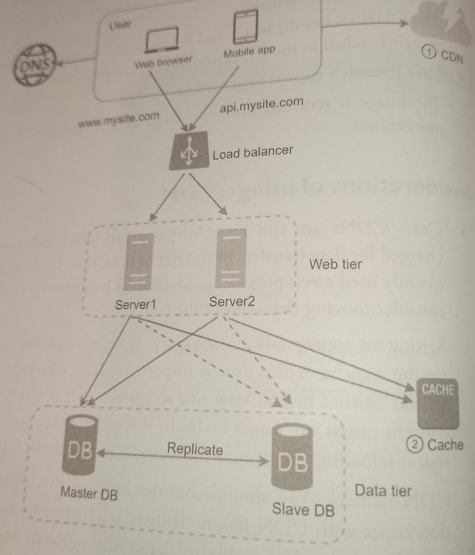 User
DNS
Web browser
Mobile app
1 CDN
www.mysite.com
api.mysite.com
Load balancer
Web tier
Server1
Server2
CACHE
2 Cache
DB
Replicate
DB
Master DB
Slave DB
Data tier